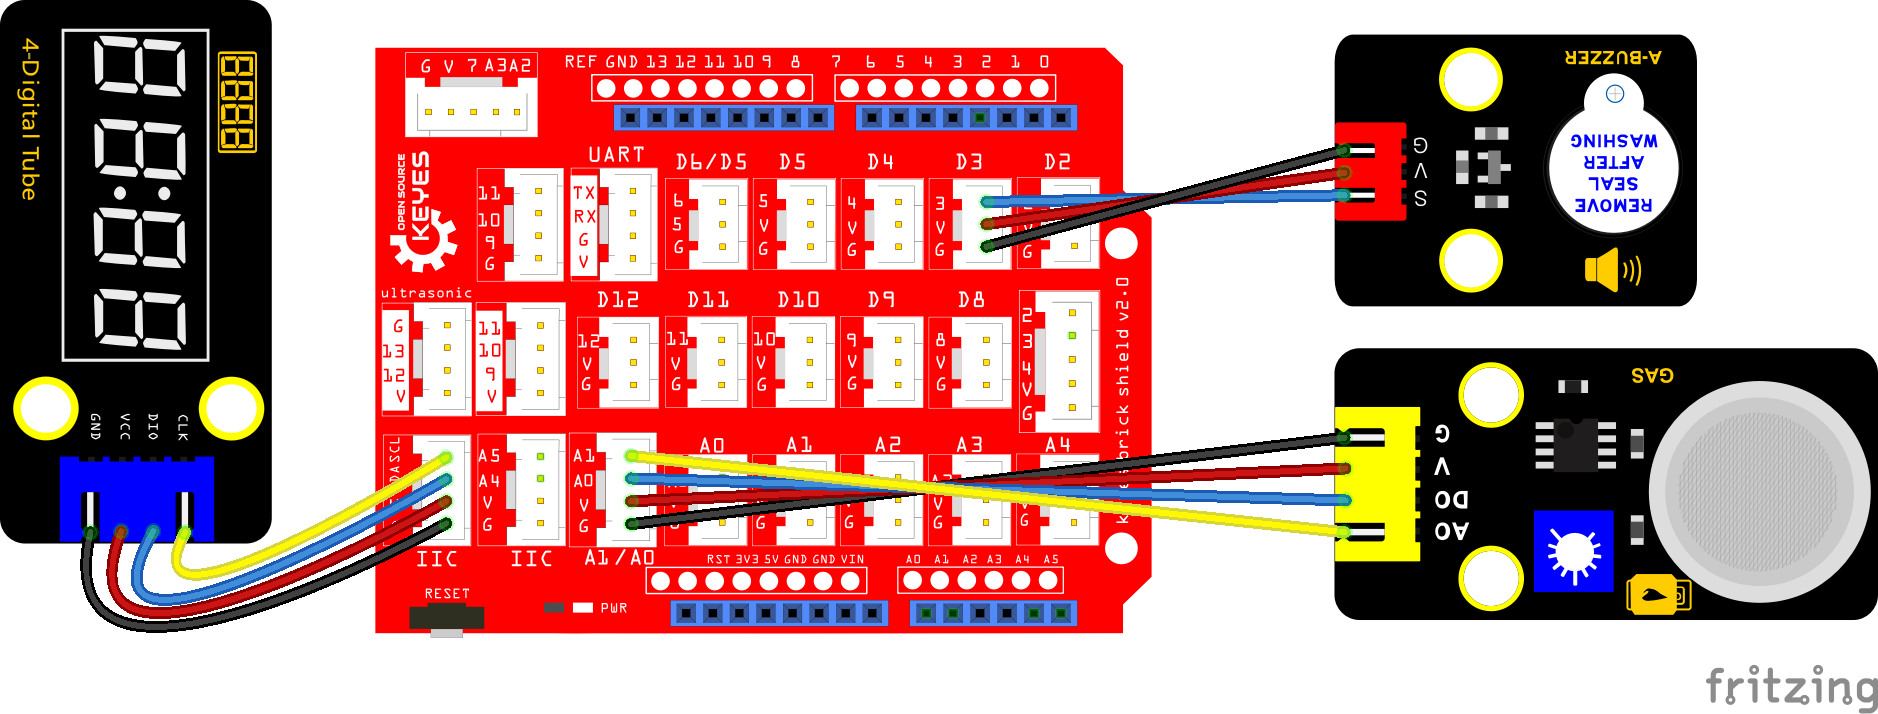 4-Digital Tube
GND
VCC
DIO
CLK
G V 7 A3 A2
REF GND 13 12 11 10 9 8
7 6 5 4 3 2 1 0
OPEN SOURCE
KEYES
UART
D6/D5
D5
D4
D3
D2
11
10
9
G
TX
RX
G
V
6
5
G
5
V
G
4
V
G
3
V
G
G
ultrasonic
D12
D11
D10
D9
D8
G
13
12
V
11
10
9
V
12
V
G
11
V
G
10
V
G
9
V
G
8
V
G
2
3
4
V
G
brick shield v2.0
SCL
A5
A4
V
G
A1
A0
V
G
A0
A1
A2
A3
A4
G
G
V
G
V
G
G
IIC
IIC
A1/A0
RST 3V3 5V GND GND VIN
A0 A1 A2 A3 A4 A5
RESET
PWR
A-BUZZER
G
V
S
REMOVE
SEAL
AFTER
WASHING
GAS
G
V
DO
AO
fritzing